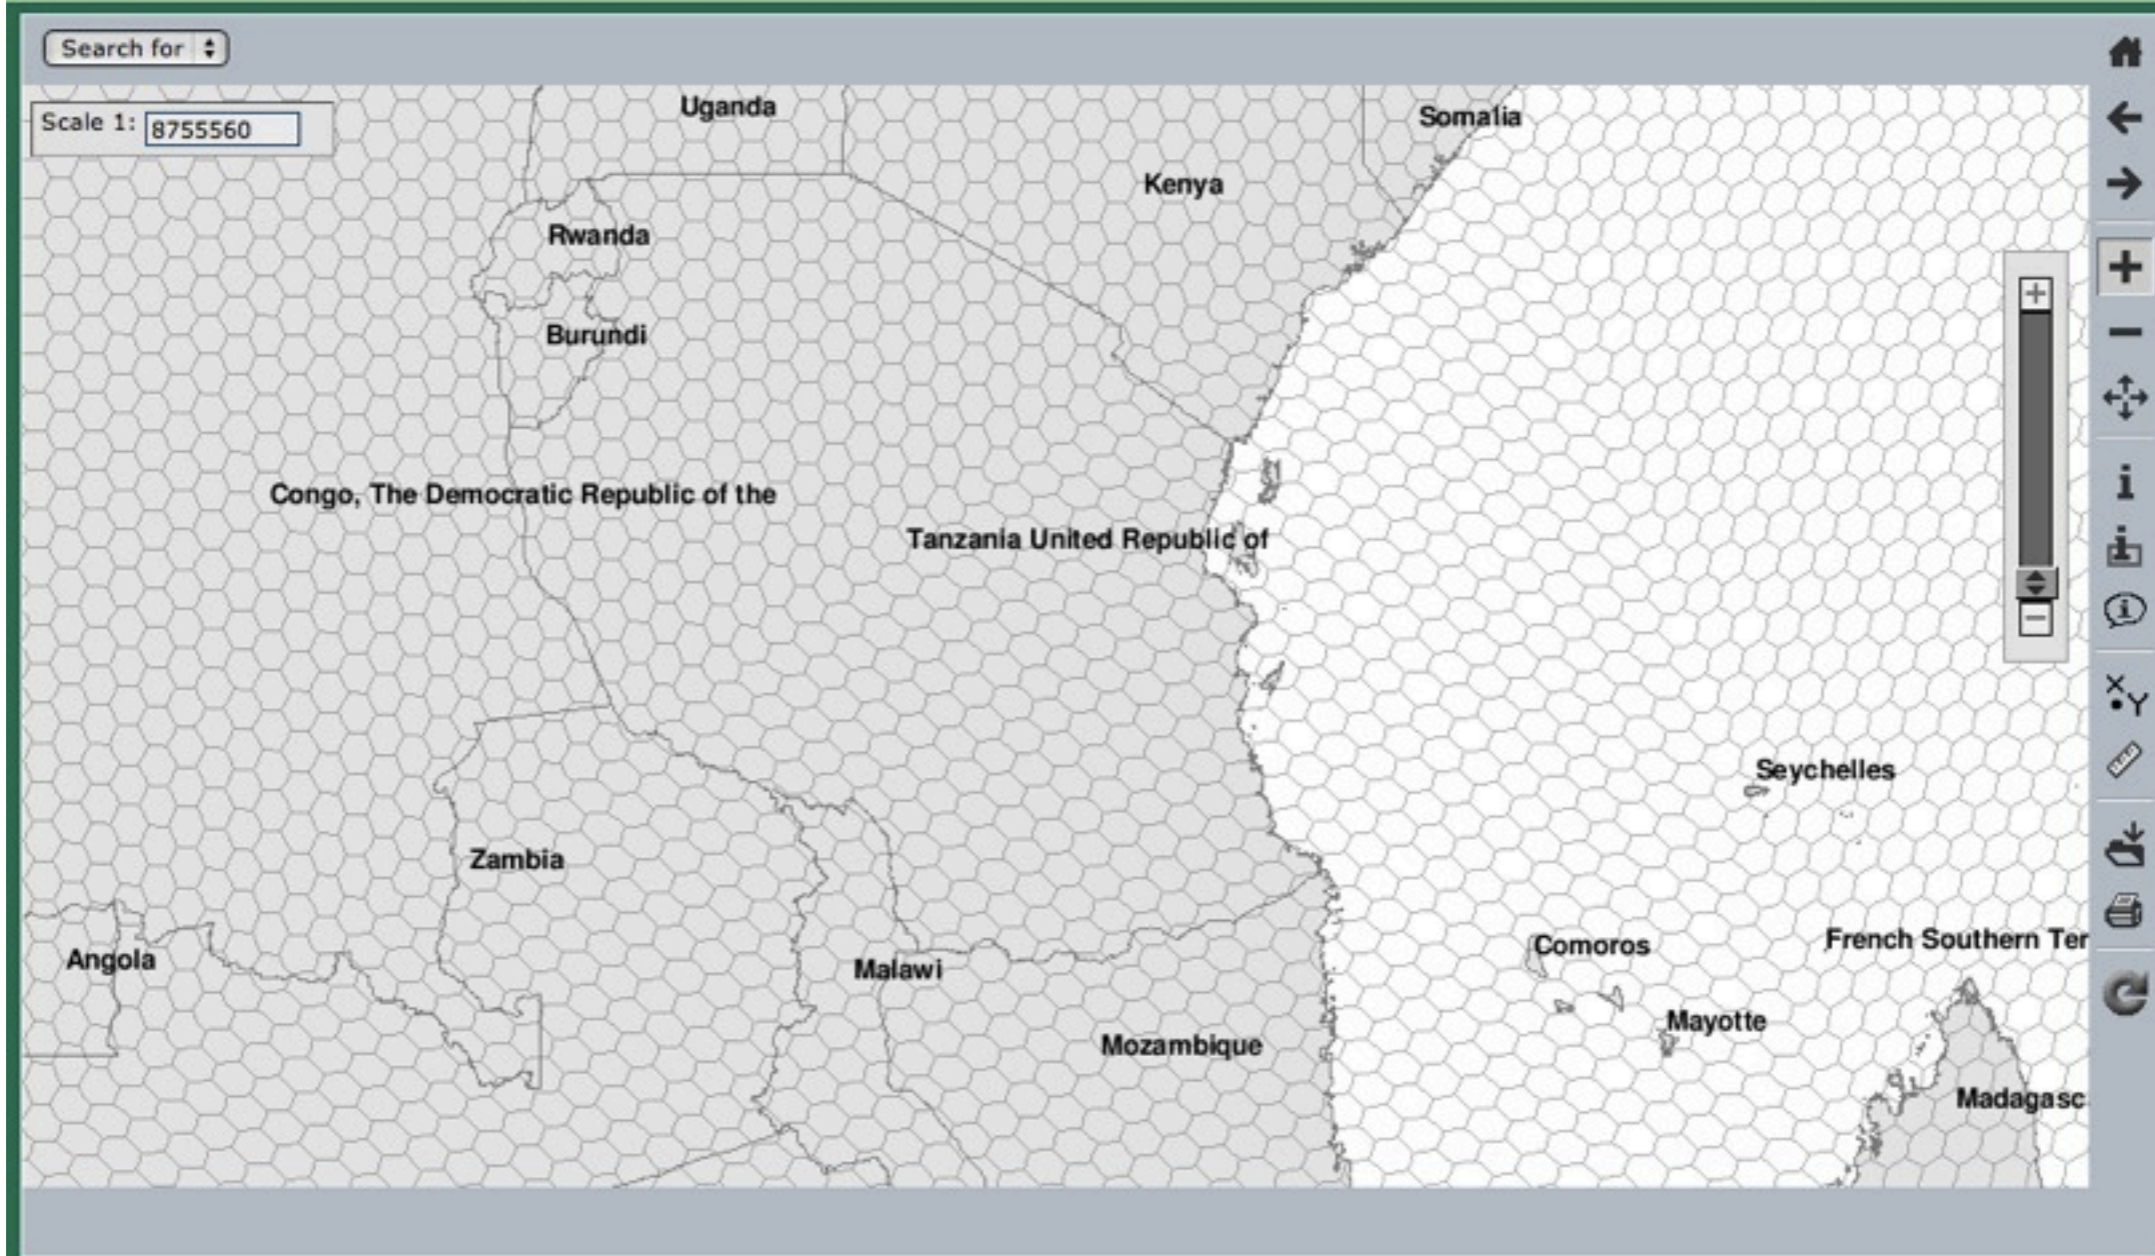 Search for
Scale 1: 8755560
Uganda
Somalia
Kenya
Rwanda
Burundi
Congo, The Democratic Republic of the
Tanzania United Republic of
Seychelles
Zambia
French Southern Ter
Comoros
Angola
Malawi
Mayotte
Mozambique
Madagasc
X
Y